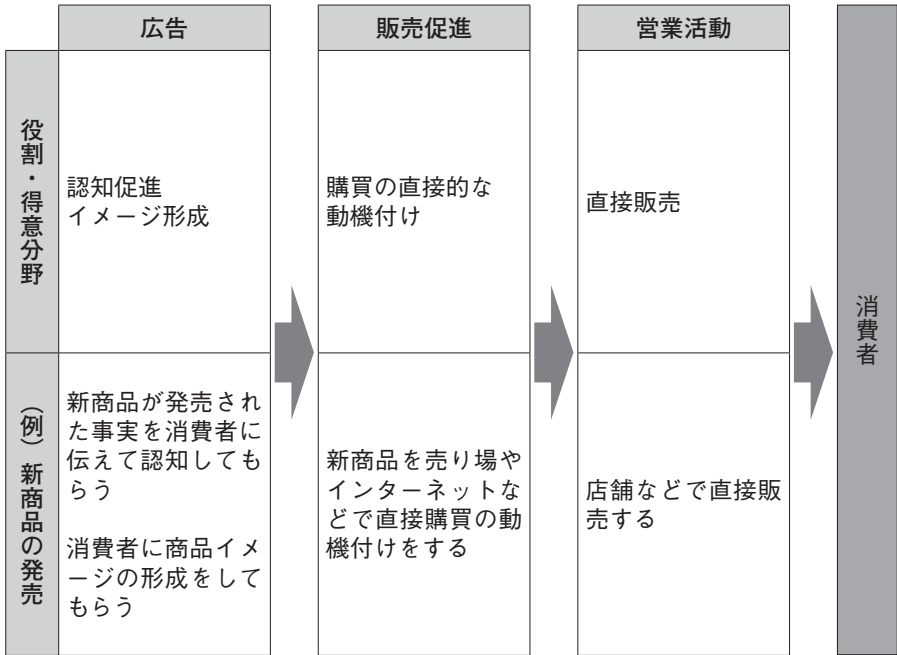 広告
販売促進
営業活動
役割・得意分野
認知促進
イメージ形成
購買の直接的な
動機付け
直接販売
消費者
（例）新商品の発売
新商品が発売され
た事実を消費者に
伝えて認知しても
らう
消費者に商品イメ
ージの形成をして
もらう
新商品を売り場や
インターネットな
どで直接購買の動
機付けをする
店舗などで直接販
売する